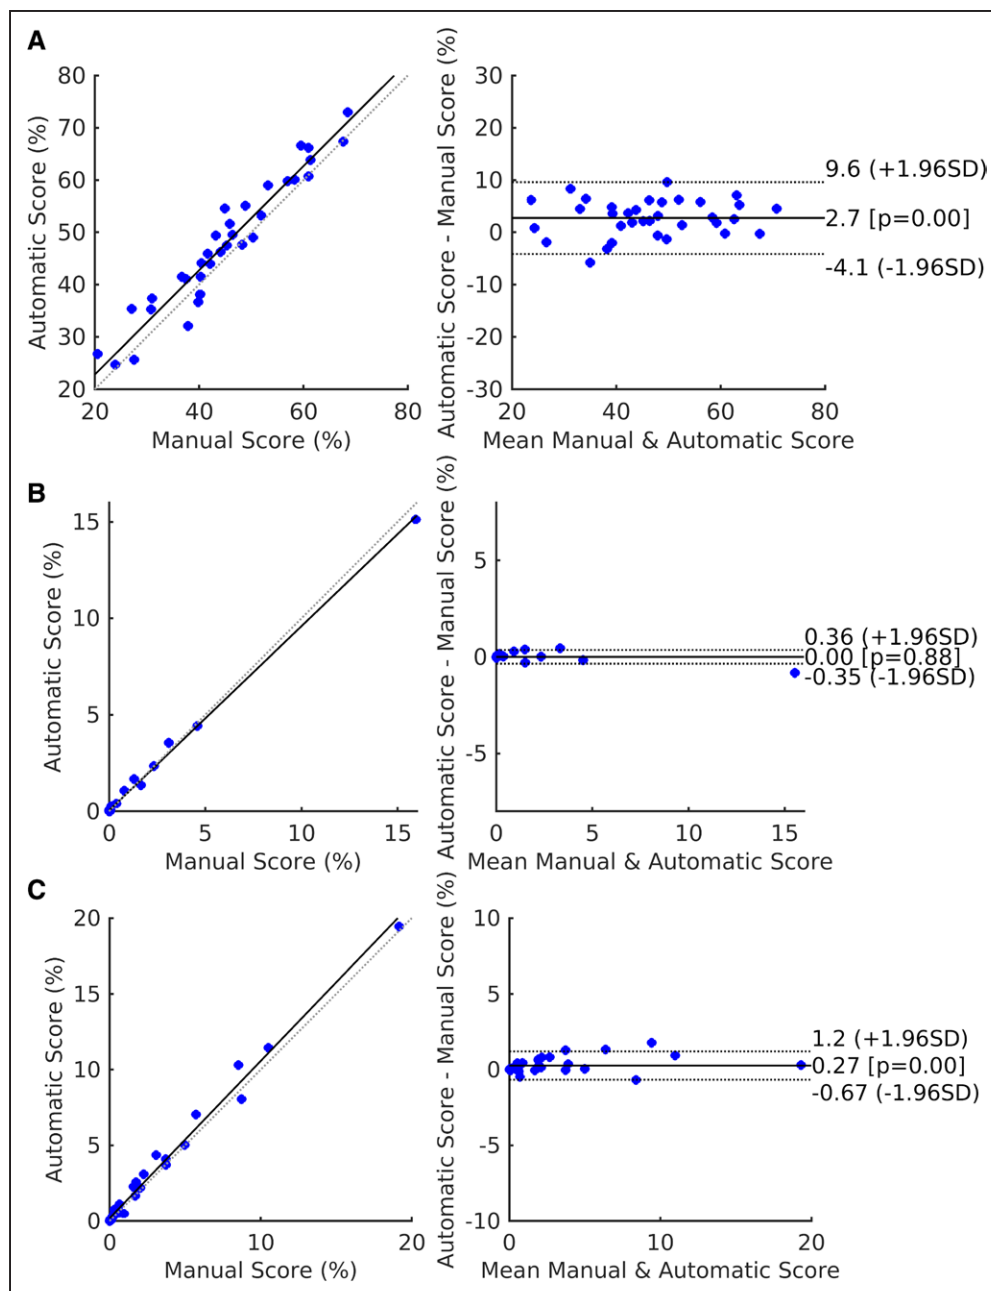 A
Automatic Score (%)
80
70
60
50
40
30
20
20 40 60 80
Manual Score (%)
Automatic Score - Manual Score (%)
30
20
10
0
-10
-20
-30
20 40 60 80
Mean Manual & Automatic Score
9.6 (+1.96SD)
2.7 [p=0.00]
-4.1 (-1.96SD)
B
Automatic Score (%)
15
10
5
0
0 5 10 15
Manual Score (%)
Automatic Score - Manual Score (%)
5
0
-5
0 5 10 15
Mean Manual & Automatic Score
0.36 (+1.96SD)
0.00 [p=0.88]
-0.35 (-1.96SD)
C
Automatic Score (%)
20
15
10
5
0
0 10 20
Manual Score (%)
Automatic Score - Manual Score (%)
10
5
0
-5
-10
0 10 20
Mean Manual & Automatic Score
1.2 (+1.96SD)
0.27 [p=0.00]
-0.67 (-1.96SD)